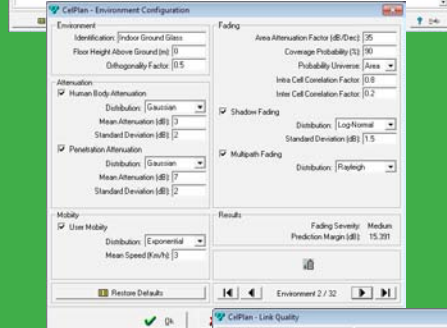 CelPlan - Environment Configuration
Environment
Identification: Indoor Ground Glass
Floor Height Above Ground (m) 0
Orthogonality Factor 0.5
Attenuation
Human Body Attenuation
Distribution: Gaussian
Mean Attenuation (dB): 3
Standard Deviation (dB): 2
Penetration Attenuation
Distribution: Gaussian
Mean Attenuation (dB): 7
Standard Deviation (dB): 2
Mobility
User Mobility
Distribution: Exponential
Mean Speed (Km/h): 3
Restore Defaults
Fading
Area Attenuation Factor (dB/Dec): 35
Coverage Probability (%): 90
Probability Universe: Area
Intra Cell Correlation Factor: 0.8
Inter Cell Correlation Factor: 0.2
Shadow Fading
Distribution: Log-Normal
Standard Deviation (dB): 1.5
Multipath Fading
Distribution: Rayleigh
Results
Fading Severity: Medium
Prediction Margin (dB): 15.391
Environment 2 / 32
Ok
CelPlan - Link Quality